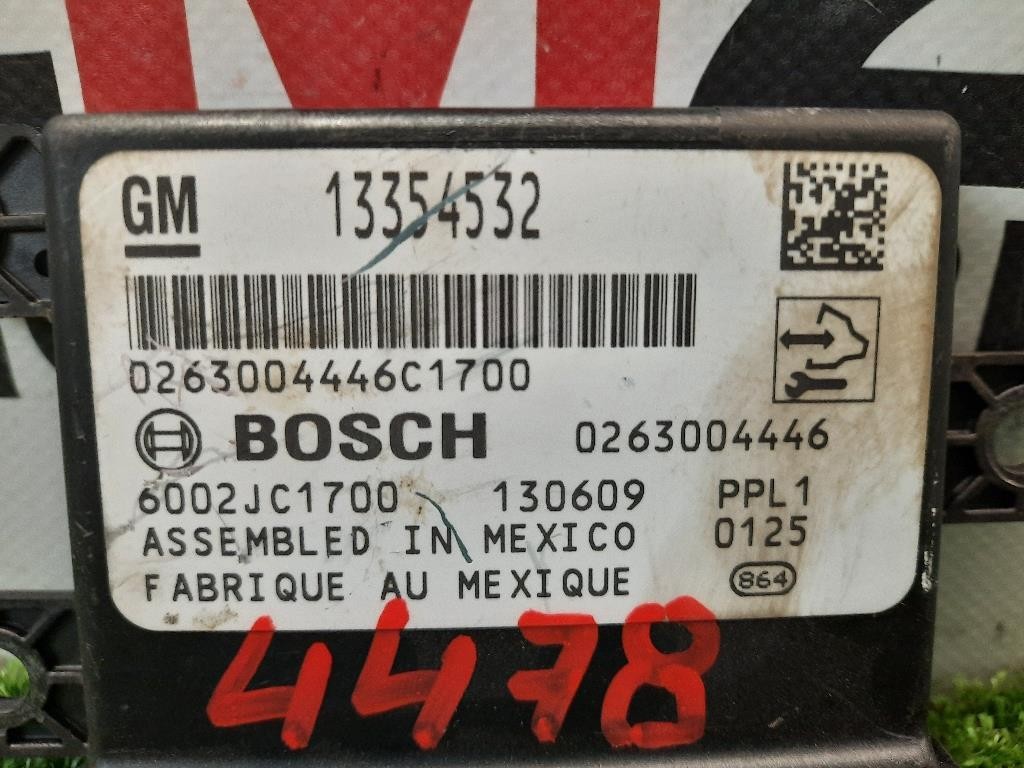 GM 13354532
0263004446C1700
BOSCH 0263004446
6002JC1700 130609 PPL1
ASSEMBLED IN MEXICO 0125
FABRIQUE AU MEXIQUE 864
4478